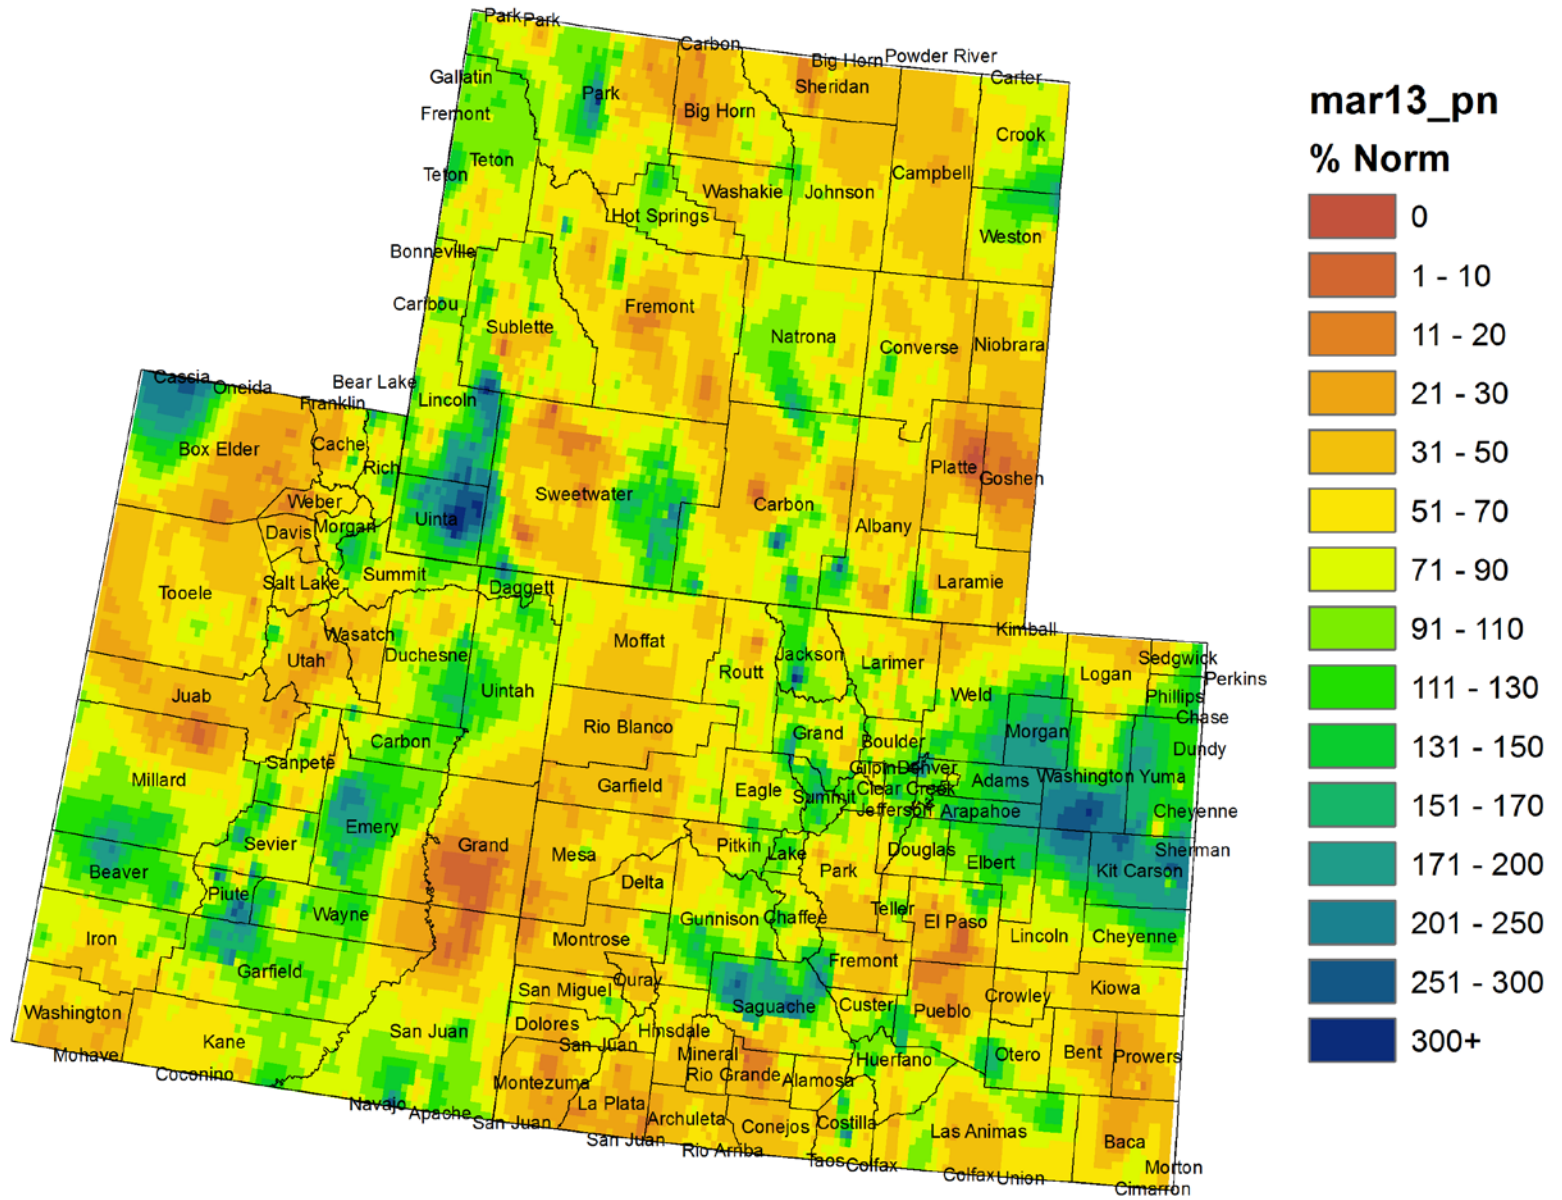 Park Park
Carbon
Big Horn
Powder River
Carter
Gallatin
Park
Sheridan
Fremont
Big Horn
Crook
Teton
Teton
Campbell
Washakie
Johnson
Hot Springs
Weston
Bonneville
Caribou
Fremont
Sublette
Natrona
Converse
Niobrara
Cassia
Oneida
Bear Lake
Franklin
Lincoln
Box Elder
Cache
Rich
Platte
Goshen
Sweetwater
Weber
Carbon
Uinta
Davis
Morgan
Albany
Salt Lake
Summit
Tooele
Daggett
Laramie
Wasatch
Kimball
Moffat
Utah
Duchesne
Jackson
Larimer
Sedgwick
Routt
Logan
Perkins
Juab
Uintah
Weld
Phillips
Chase
Rio Blanco
Grand
Morgan
Carbon
Boulder
Dundy
Sanpete
Gilpin
Denver
Millard
Garfield
Eagle
Summit
Clear Creek
Adams
Washington
Yuma
Jefferson
Arapahoe
Cheyenne
Emery
Sevier
Grand
Mesa
Pitkin
Lake
Douglas
Sherman
Beaver
Park
Elbert
Kit Carson
Delta
Piute
Wayne
Gunnison
Chaffee
Teller
El Paso
Iron
Montrose
Lincoln
Cheyenne
Garfield
Fremont
San Miguel
Ouray
Saguache
Custer
Crowley
Kiowa
Washington
Pueblo
San Juan
Dolores
Hinsdale
Kane
San Juan
Mineral
Huerfano
Otero
Bent
Prowers
Mohave
Coconino
Montezuma
Rio Grande
Alamosa
Navajo
Apache
La Plata
San Juan
Archuleta
Conejos
Costilla
Las Animas
Baca
San Juan
Rio Arriba
Taos
Colfax
Colfax
Union
Morton
Cimarron
mar13_pn
% Norm
0
1 - 10
11 - 20
21 - 30
31 - 50
51 - 70
71 - 90
91 - 110
111 - 130
131 - 150
151 - 170
171 - 200
201 - 250
251 - 300
300+